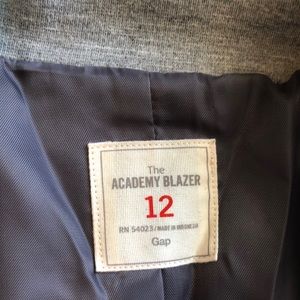 The
ACADEMY BLAZER
12
RN 54023 / MADE IN INDONESIA
Gap